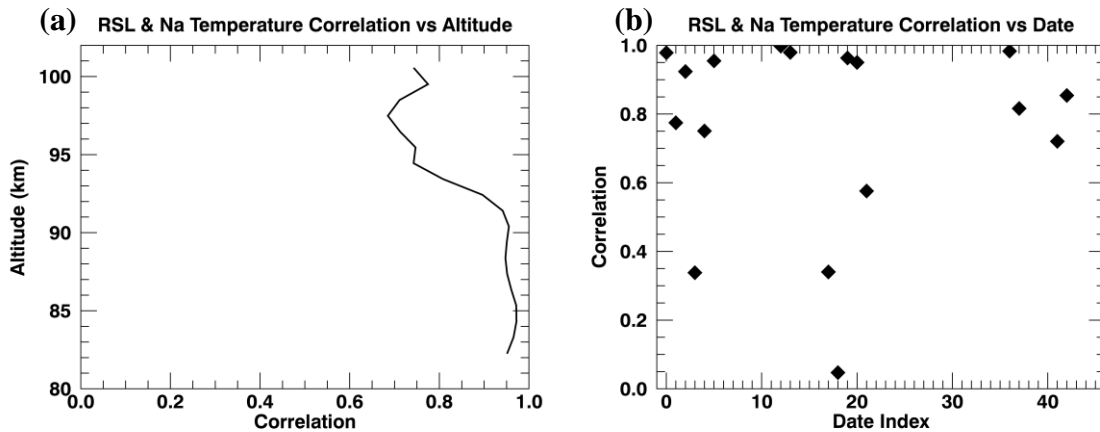 (a) RSL & Na Temperature Correlation vs Altitude
100
95
90
85
80
Altitude (km)
0.0 0.2 0.4 0.6 0.8 1.0
Correlation
(b) RSL & Na Temperature Correlation vs Date
1.0
0.8
0.6
0.4
0.2
0.0
Correlation
0 10 20 30 40
Date Index